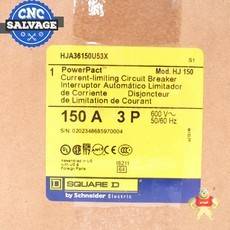 CNC
SALVAGE
HJA36150U53X
S1
1
PowerPact™
Mod. HJ 150
Current-limiting Circuit Breaker
Interruptor Automático Limitador
de Corriente
Disjoncteur
de Limitation de Courant
150 A 3 P 600 V~
50/60 Hz
S/N: 0202348685970004
SQUARE D
by Schneider Electric